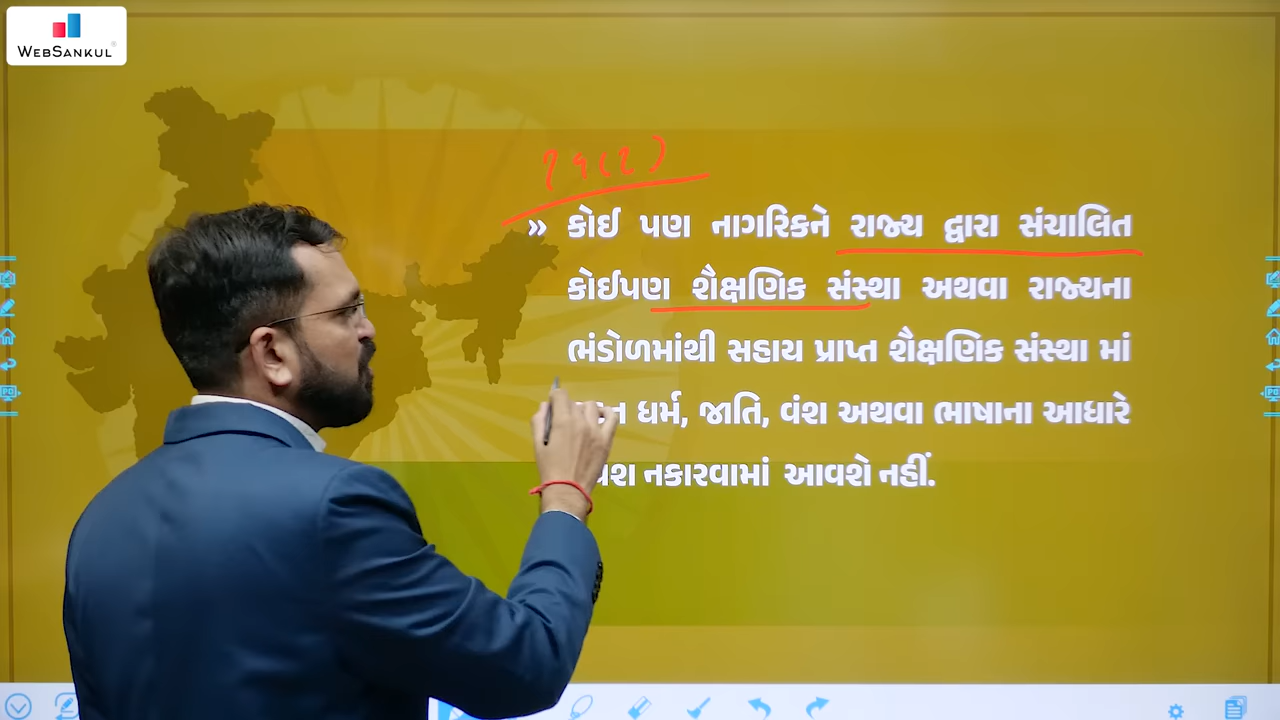 WEBSANKUL
૨૧(૨)
» કોઈ પણ નાગરિકને રાજ્ય દ્વારા સંચાલિત
કોઈપણ શૈક્ષણિક સંસ્થા અથવા રાજ્યના
ભંડોળમાંથી સહાય પ્રાપ્ત શૈક્ષણિક સંસ્થા માં
ધર્મ, જાતિ, વંશ અથવા ભાષાના આધારે
નકારવામાં આવશે નહીં.